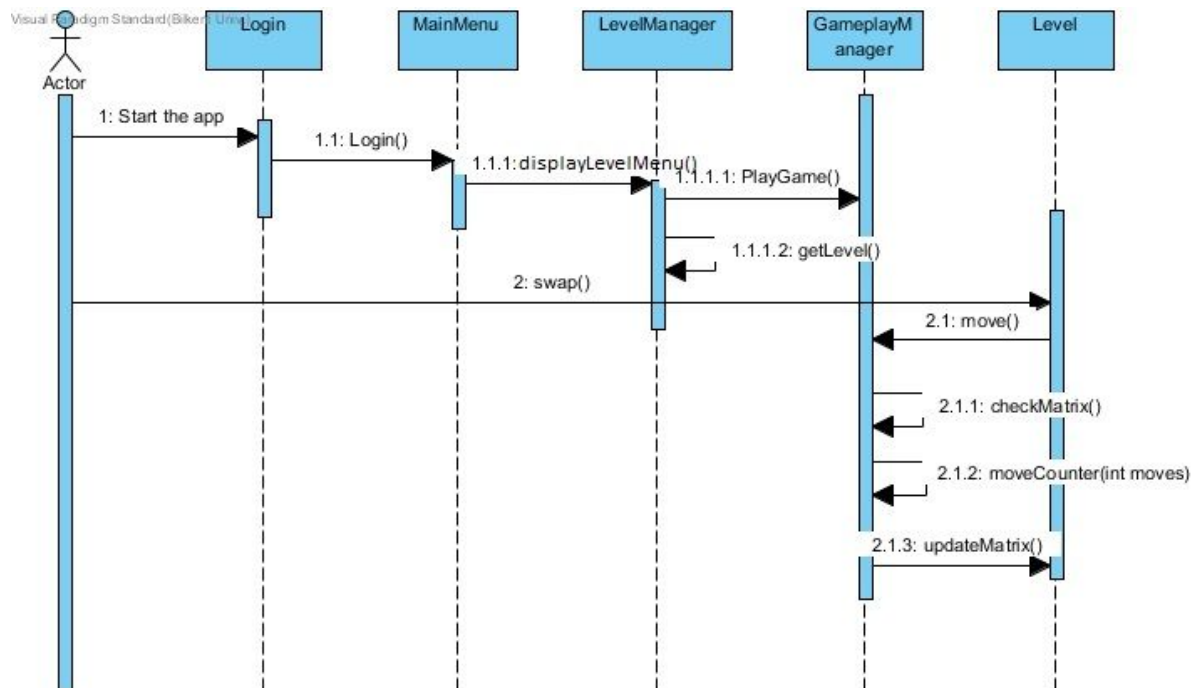 Visual Paradigm Standard(Bilkent Univ.)
Login
MainMenu
LevelManager
GameplayM
anager
Level
Actor
1: Start the app
1.1: Login()
1.1.1:displayLevelMenu()
1.1.1.1: PlayGame()
1.1.1.2: getLevel()
2: swap()
2.1: move()
2.1.1: checkMatrix()
2.1.2: moveCounter(int moves)
2.1.3: updateMatrix()